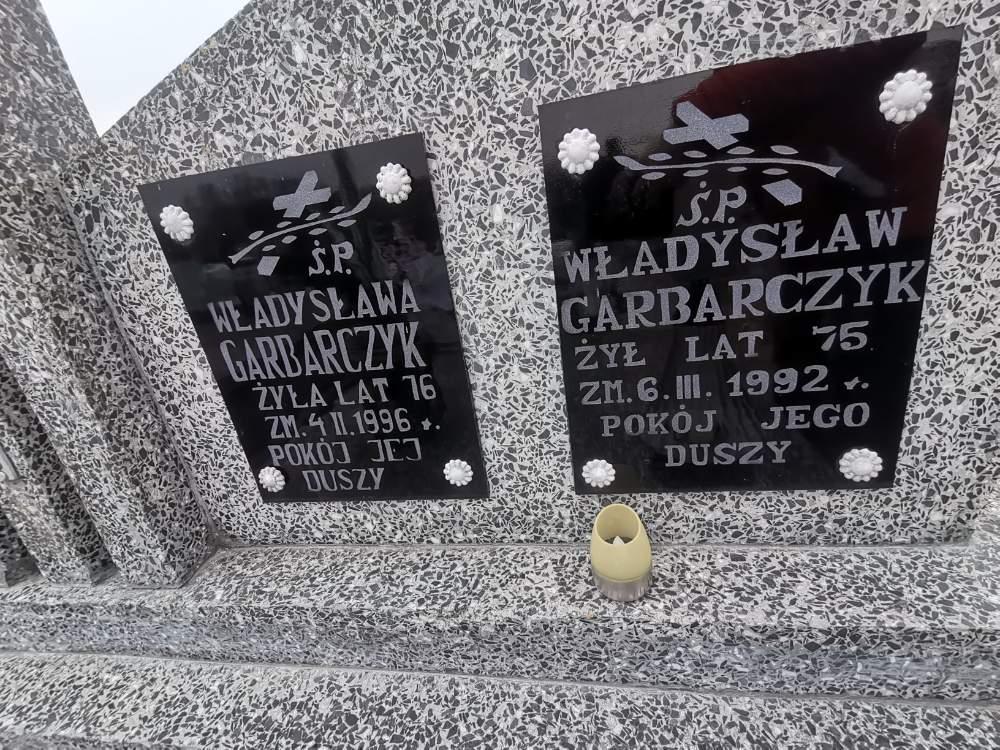 Ś.P.
WŁADYSŁAWA
GARBARCZYK
ŻYŁA LAT 76
ZM. 4 II. 1996 r.
POKÓJ JEJ
DUSZY
Ś.P.
WŁADYSŁAW
GARBARCZYK
ŻYŁ LAT 75
ZM. 6. III. 1992 r.
POKÓJ JEGO
DUSZY